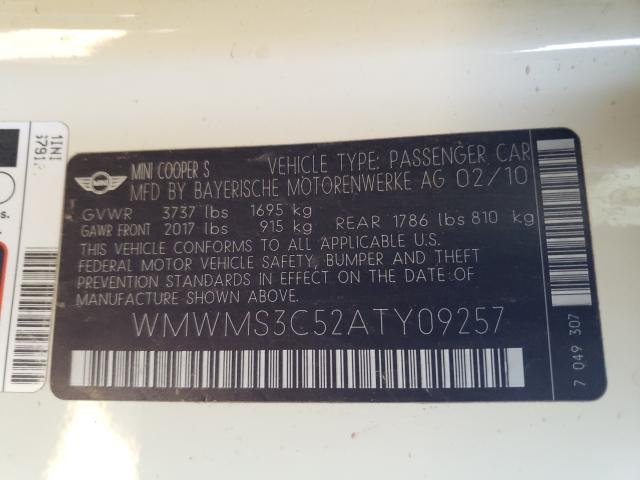 MINI COOPER S VEHICLE TYPE: PASSENGER CAR
MFD BY BAYERISCHE MOTORENWERKE AG 02/10
GVWR 3737 lbs 1695 kg
GAWR FRONT 2017 lbs 915 kg REAR 1786 lbs 810 kg
THIS VEHICLE CONFORMS TO ALL APPLICABLE U.S.
FEDERAL MOTOR VEHICLE SAFETY, BUMPER AND THEFT
PREVENTION STANDARDS IN EFFECT ON THE DATE OF
MANUFACTURE SHOWN ABOVE.
WMWMS3C52ATY09257
7 049 307